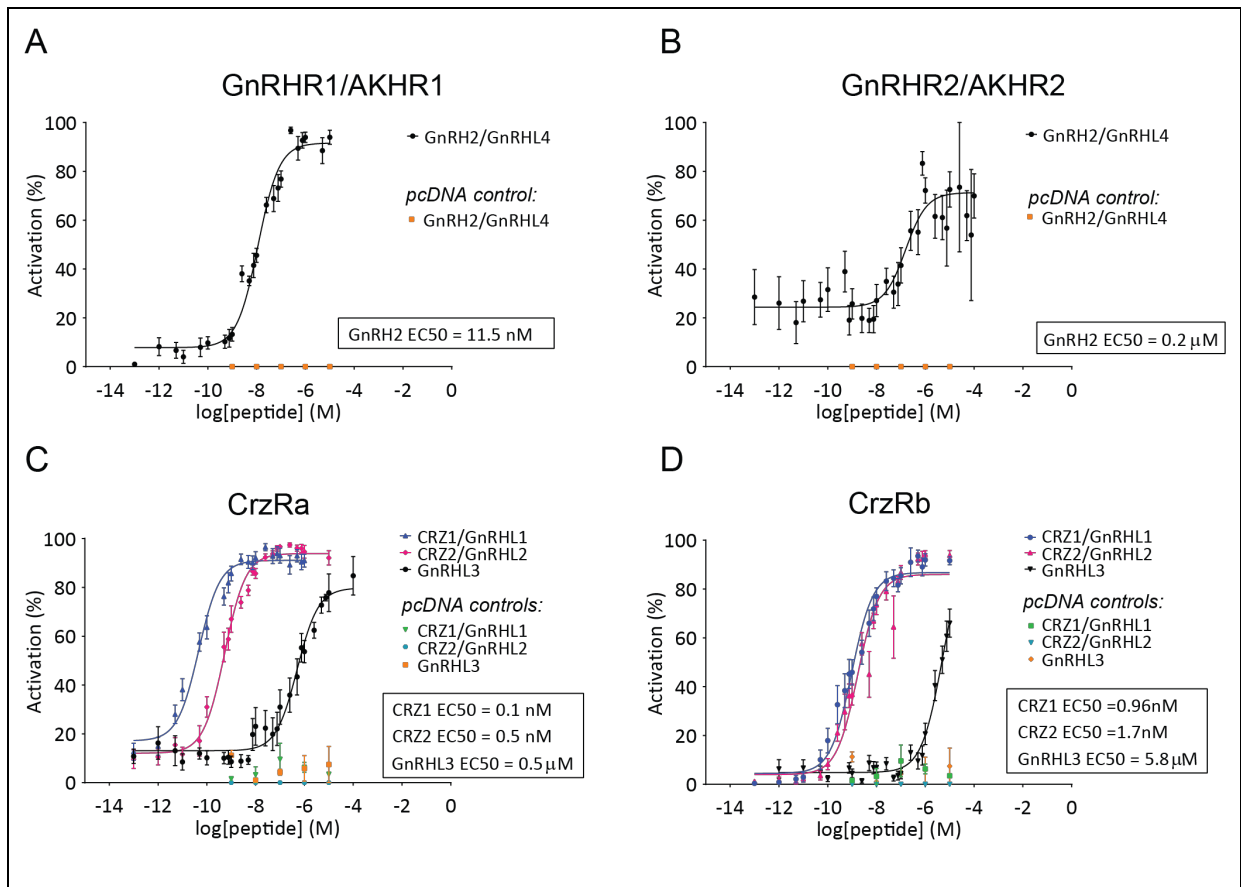 A
GnRHR1/AKHR1
100
80
60
40
20
0
Activation (%)
-14 -12 -10 -8 -6 -4 -2 0
log[peptide] (M)
GnRH2/GnRHL4
pcDNA control:
GnRH2/GnRHL4
GnRH2 EC50 = 11.5 nM
B
GnRHR2/AKHR2
100
80
60
40
20
0
Activation (%)
-14 -12 -10 -8 -6 -4 -2 0
log[peptide] (M)
GnRH2/GnRHL4
pcDNA control:
GnRH2/GnRHL4
GnRH2 EC50 = 0.2 μM
C
CrzRa
100
80
60
40
20
0
Activation (%)
-14 -12 -10 -8 -6 -4 -2 0
log[peptide] (M)
CRZ1/GnRHL1
CRZ2/GnRHL2
GnRHL3
pcDNA controls:
CRZ1/GnRHL1
CRZ2/GnRHL2
GnRHL3
CRZ1 EC50 = 0.1 nM
CRZ2 EC50 = 0.5 nM
GnRHL3 EC50 = 0.5 μM
D
CrzRb
100
80
60
40
20
0
Activation (%)
-14 -12 -10 -8 -6 -4 -2 0
log[peptide] (M)
CRZ1/GnRHL1
CRZ2/GnRHL2
GnRHL3
pcDNA controls:
CRZ1/GnRHL1
CRZ2/GnRHL2
GnRHL3
CRZ1 EC50 =0.96nM
CRZ2 EC50 =1.7nM
GnRHL3 EC50 = 5.8 μM